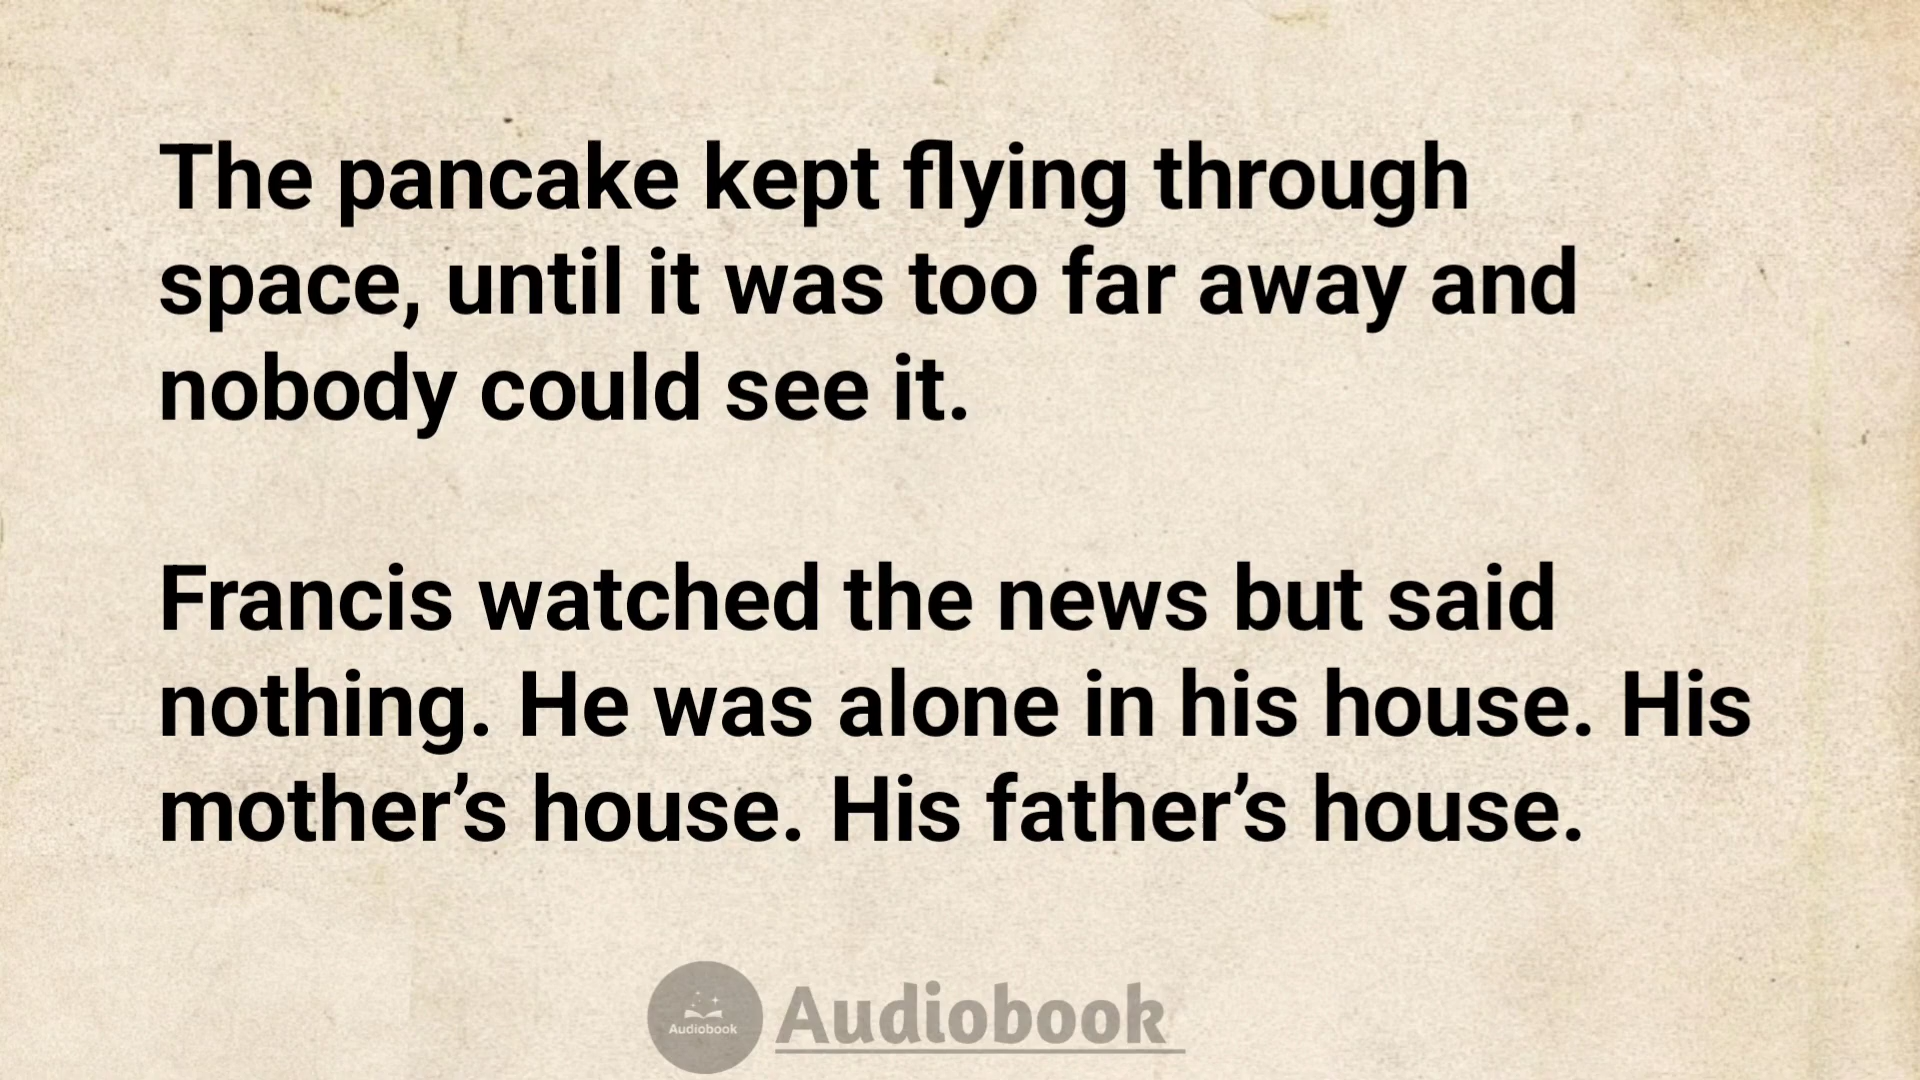 The pancake kept flying through
space, until it was too far away and
nobody could see it.
Francis watched the news but said
nothing. He was alone in his house. His
mother’s house. His father’s house.
Audiobook
Audiobook